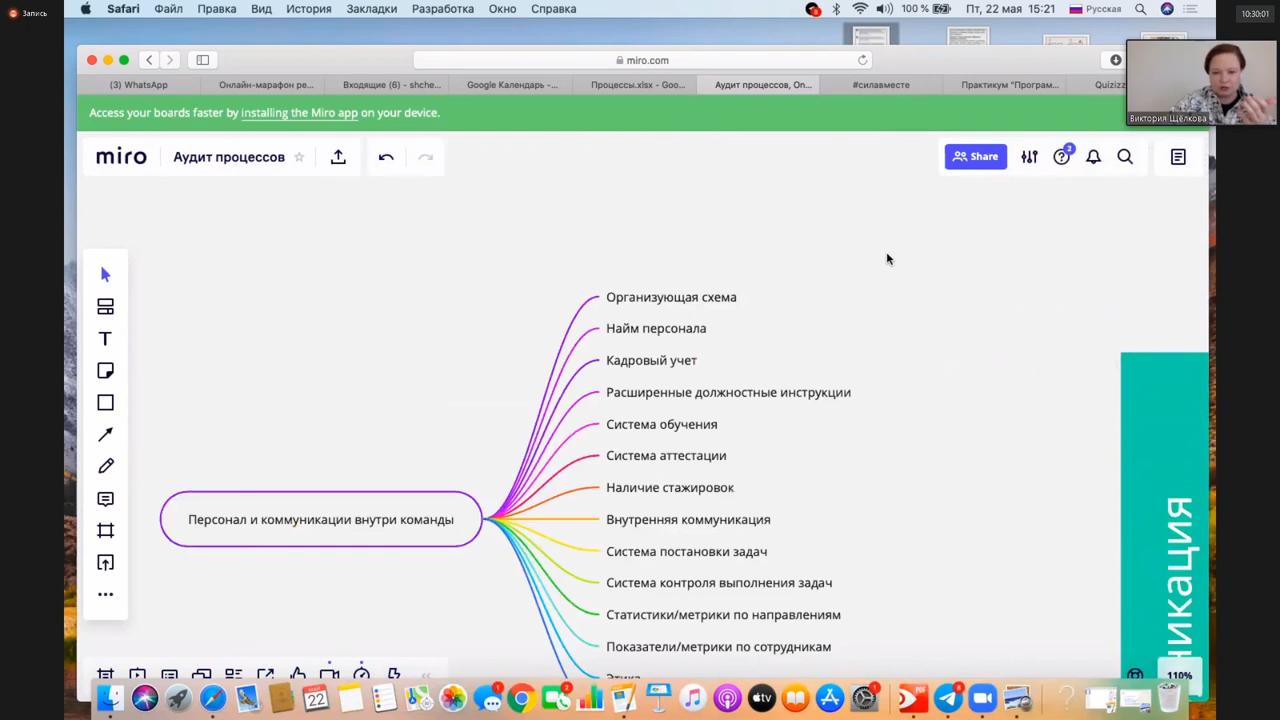 Запись
Файл Правка Вид История Закладки Разработка Окно Справка
100 % Пт, 22 мая 15:21 Русская
10:30:01
miro.com
(3) WhatsApp
Онлайн-марафон ре...
Входящие (6) - shche...
Google Календарь -...
Процессы.xlsx - Goo...
Аудит процессов, On...
#силавместе
Практикум "Програм...
Quizizz
Виктория Щёлкова
Access your boards faster by installing the Miro app on your device.
miro
Аудит процессов
Share
2
Организующая схема
Найм персонала
Кадровый учет
Расширенные должностные инструкции
Система обучения
Система аттестации
Наличие стажировок
Персонал и коммуникации внутри команды
Внутренняя коммуникация
Система постановки задач
Система контроля выполнения задач
Статистики/метрики по направлениям
Показатели/метрики по сотрудникам
Этика
никация
110%
22